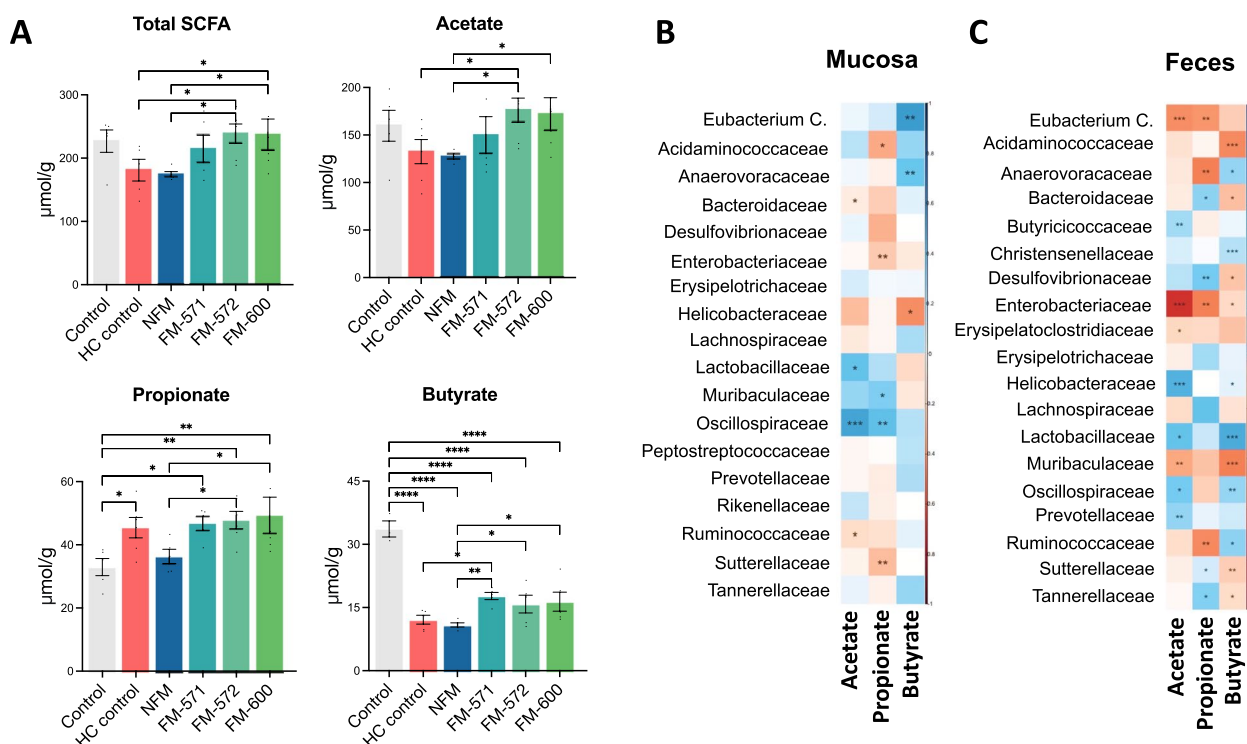 A
Total SCFA
* * * *
μmol/g
300
200
100
0
Control
HC control
NFM
FM-571
FM-572
FM-600
Acetate
* * *
μmol/g
200
150
100
50
0
Control
HC control
NFM
FM-571
FM-572
FM-600
Propionate
** ** * * * *
μmol/g
60
40
20
0
Control
HC control
NFM
FM-571
FM-572
FM-600
Butyrate
**** **** **** **** **** * * * **
μmol/g
45
30
15
0
Control
HC control
NFM
FM-571
FM-572
FM-600
B
Mucosa
Eubacterium C. **
Acidaminococcaceae *
Anaerovoracaceae **
Bacteroidaceae *
Desulfovibrionaceae
Enterobacteriaceae **
Erysipelotrichaceae
Helicobacteraceae *
Lachnospiraceae
Lactobacillaceae *
Muribaculaceae *
Oscillospiraceae *** **
Peptostreptococcaceae
Prevotellaceae
Rikenellaceae
Ruminococcaceae *
Sutterellaceae **
Tannerellaceae
Acetate
Propionate
Butyrate
C
Feces
Eubacterium C. *** **
Acidaminococcaceae ***
Anaerovoracaceae ** *
Bacteroidaceae * *
Butyricicoccaceae **
Christensenellaceae ***
Desulfovibrionaceae ** *
Enterobacteriaceae *** ** *
Erysipelatoclostridiaceae *
Erysipelotrichaceae
Helicobacteraceae *** *
Lachnospiraceae
Lactobacillaceae * ***
Muribaculaceae ** ***
Oscillospiraceae * **
Prevotellaceae **
Ruminococcaceae ** *
Sutterellaceae * **
Tannerellaceae * *
Acetate
Propionate
Butyrate